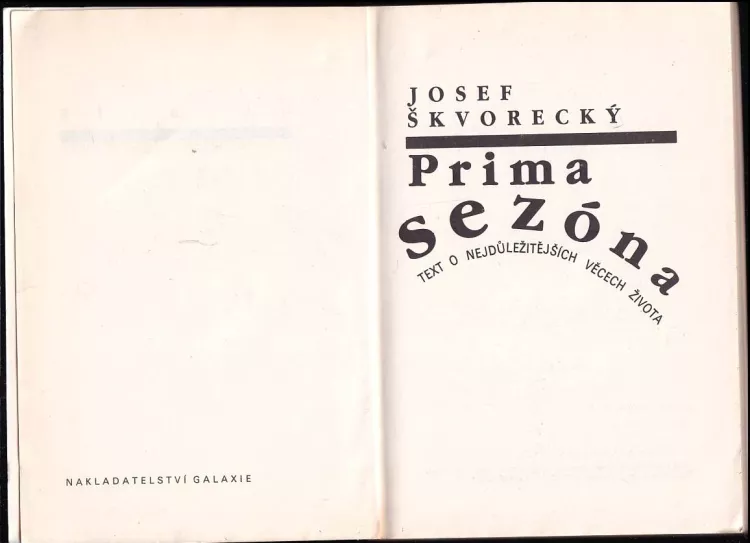 NAKLADATELSTVÍ GALAXIE
JOSEF
ŠKVORECKÝ
Prima
sezóna
TEXT O NEJDŮLEŽITĚJŠÍCH VĚCECH ŽIVOTA